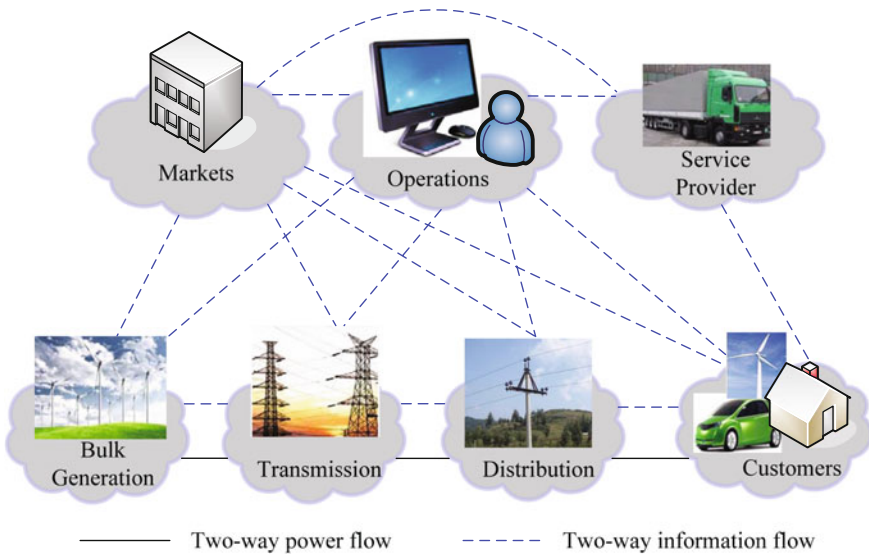 Markets
Operations
Service
Provider
Bulk
Generation
Transmission
Distribution
Customers
Two-way power flow
Two-way information flow